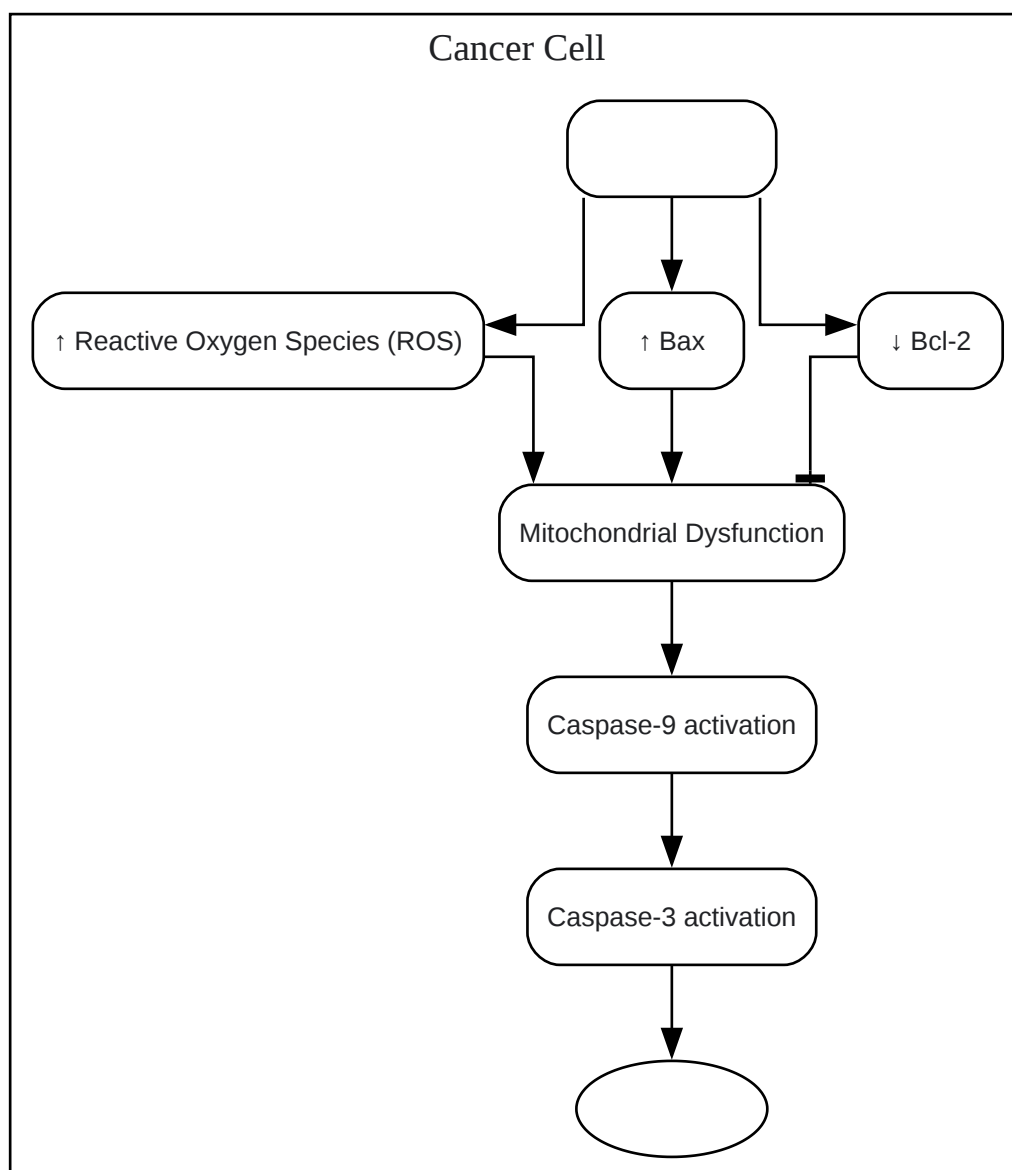 Cancer Cell
↑ Reactive Oxygen Species (ROS)
↑ Bax
↓ Bcl-2
Mitochondrial Dysfunction
Caspase-9 activation
Caspase-3 activation